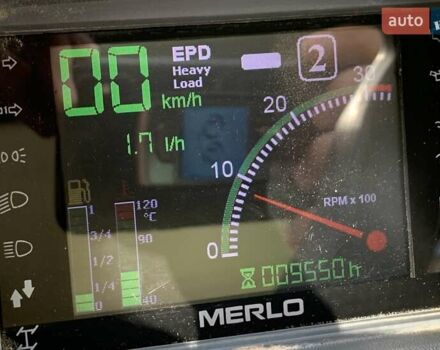 auto
00 EPD 2
Heavy
Load
km/h
1.7 l/h
0 10 20 30
RPM x 100
1 3/4 1/2 1/4 0
120 °C 90 40
009550 h
MERLO